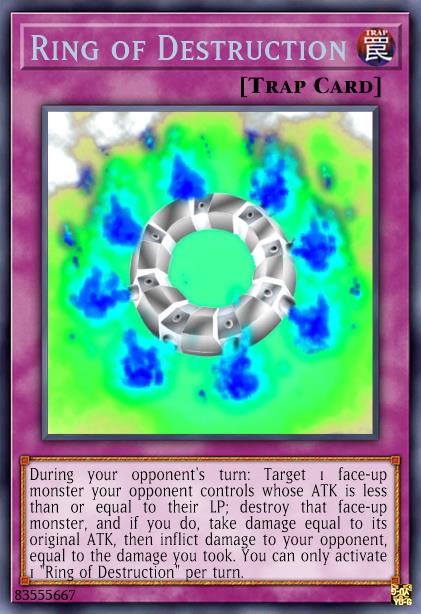 Ring of Destruction
TRAP
罠
[Trap Card]
During your opponent's turn: Target 1 face-up
monster your opponent controls whose ATK is less
than or equal to their LP; destroy that face-up
monster, and if you do, take damage equal to its
original ATK, then inflict damage to your opponent,
equal to the damage you took. You can only activate
1 "Ring of Destruction" per turn.
83555667